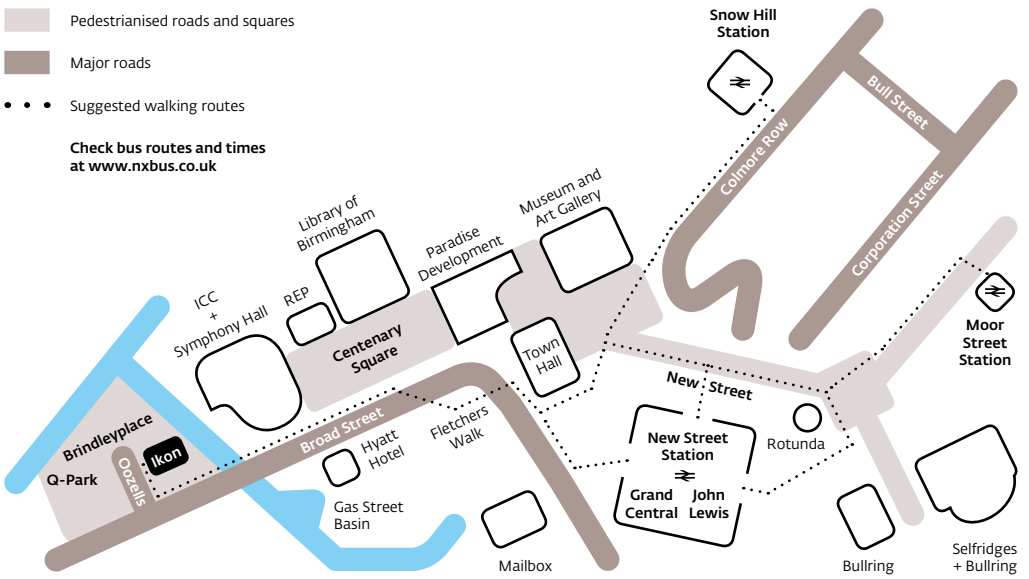 Pedestrianised roads and squares
Major roads
Suggested walking routes
Check bus routes and times
at www.nxbus.co.uk
Snow Hill
Station
Bull Street
Colmore Row
Corporation Street
Museum and
Art Gallery
Library of
Birmingham
Paradise
Development
REP
ICC
+
Symphony Hall
Centenary
Square
Town
Hall
Moor
Street
Station
New Street
Brindleyplace
Ikon
Q-Park
Oozells
Broad Street
Hyatt
Hotel
Fletchers
Walk
New Street
Station
Grand
Central
John
Lewis
Rotunda
Gas Street
Basin
Mailbox
Bullring
Selfridges
+ Bullring